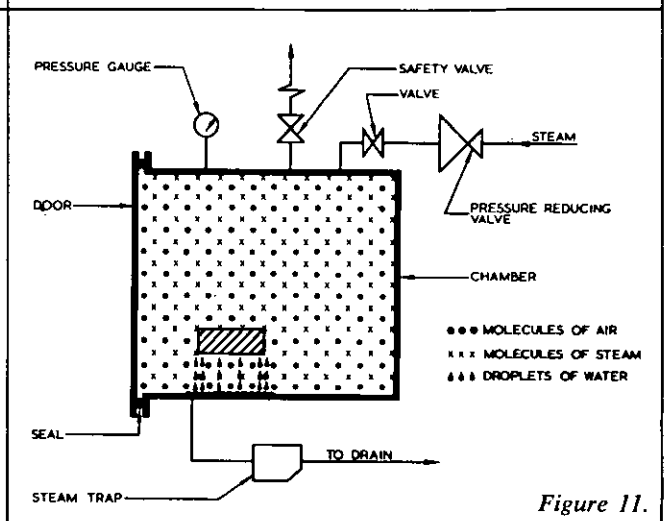 PRESSURE GAUGE
SAFETY VALVE
VALVE
STEAM
DOOR
PRESSURE REDUCING
VALVE
CHAMBER
MOLECULES OF AIR
x x x MOLECULES OF STEAM
DROPLETS OF WATER
SEAL
TO DRAIN
STEAM TRAP
Figure 11.